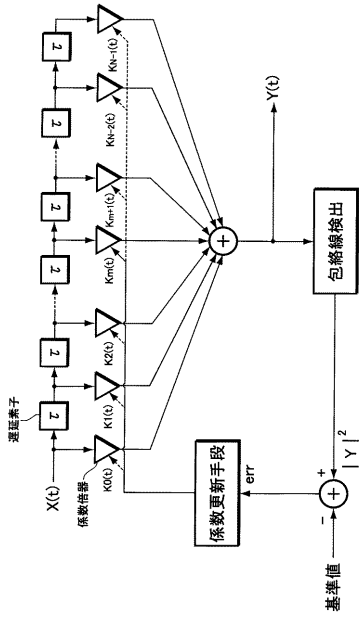 遅延素子
X(t)
τ
τ
τ
τ
τ
τ
係数倍器
K0(t)
K1(t)
K2(t)
Km(t)
Km+1(t)
KN-2(t)
KN-1(t)
+
Y(t)
係数更新手段
包絡線検出
err
基準値
-
+
+
|Y|²